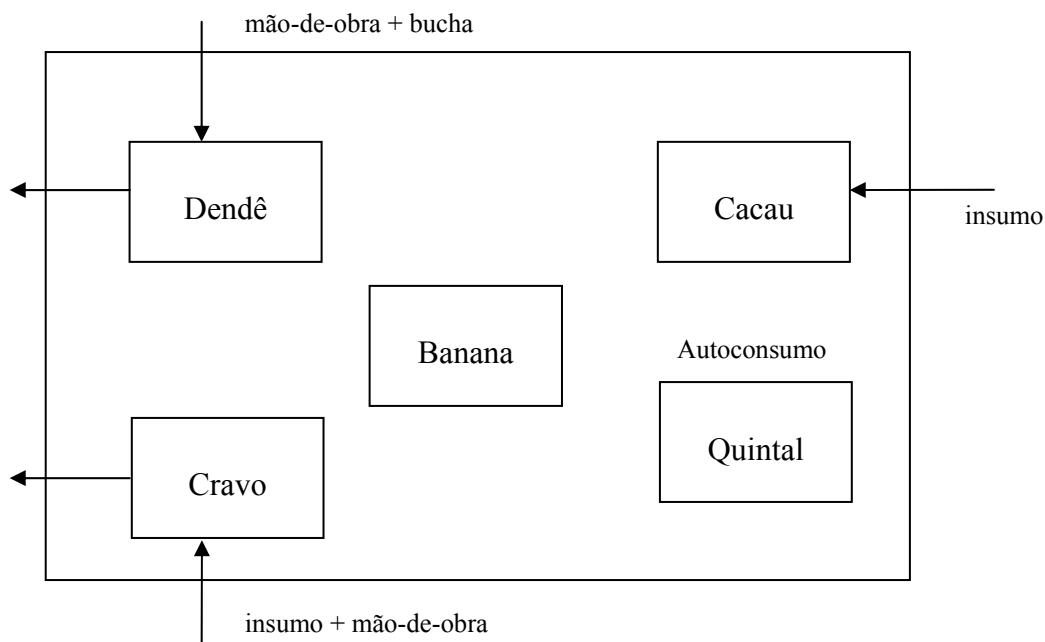 mão-de-obra + bucha
Dendê
Cacau
insumo
Banana
Autoconsumo
Quintal
Cravo
insumo + mão-de-obra